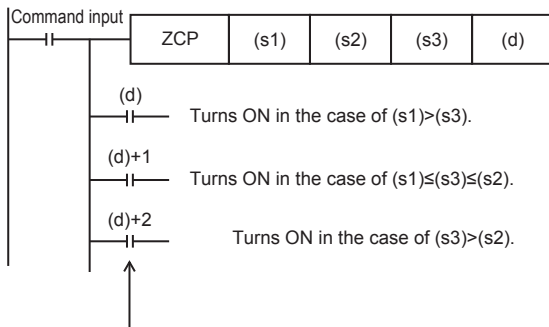 Command input
ZCP (s1) (s2) (s3) (d)
(d)
Turns ON in the case of (s1)>(s3).
(d)+1
Turns ON in the case of (s1)≤(s3)≤(s2).
(d)+2
Turns ON in the case of (s3)>(s2).